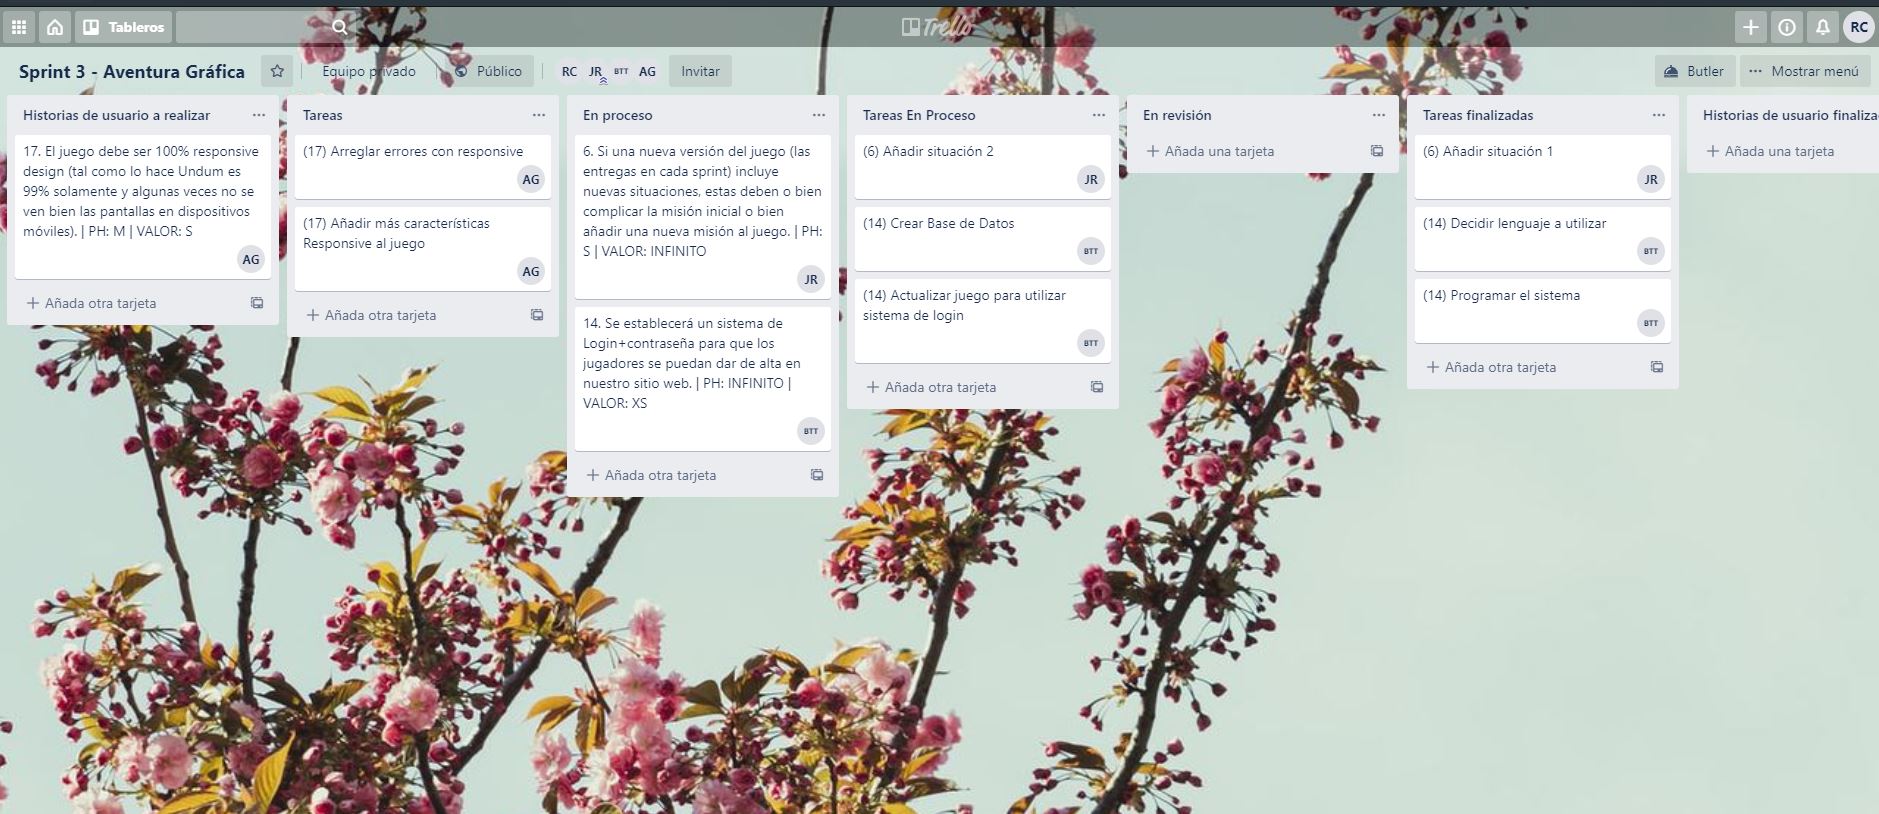 Tableros
Trello
RC
Sprint 3 - Aventura Gráfica
Equipo privado
Público
RC JR BTT AG
Invitar
Butler
Mostrar menú
Historias de usuario a realizar
17. El juego debe ser 100% responsive
design (tal como lo hace Undum es
99% solamente y algunas veces no se
ven bien las pantallas en dispositivos
móviles). | PH: M | VALOR: S
AG
+ Añada otra tarjeta
Tareas
(17) Arreglar errores con responsive
AG
(17) Añadir más características
Responsive al juego
AG
+ Añada otra tarjeta
En proceso
6. Si una nueva versión del juego (las
entregas en cada sprint) incluye
nuevas situaciones, estas deben o bien
complicar la misión inicial o bien
añadir una nueva misión al juego. | PH:
S | VALOR: INFINITO
JR
14. Se establecerá un sistema de
Login+contraseña para que los
jugadores se puedan dar de alta en
nuestro sitio web. | PH: INFINITO |
VALOR: XS
BTT
+ Añada otra tarjeta
Tareas En Proceso
(6) Añadir situación 2
JR
(14) Crear Base de Datos
BTT
(14) Actualizar juego para utilizar
sistema de login
BTT
+ Añada otra tarjeta
En revisión
+ Añada una tarjeta
Tareas finalizadas
(6) Añadir situación 1
JR
(14) Decidir lenguaje a utilizar
BTT
(14) Programar el sistema
BTT
+ Añada otra tarjeta
Historias de usuario finaliza
+ Añada una tarjeta